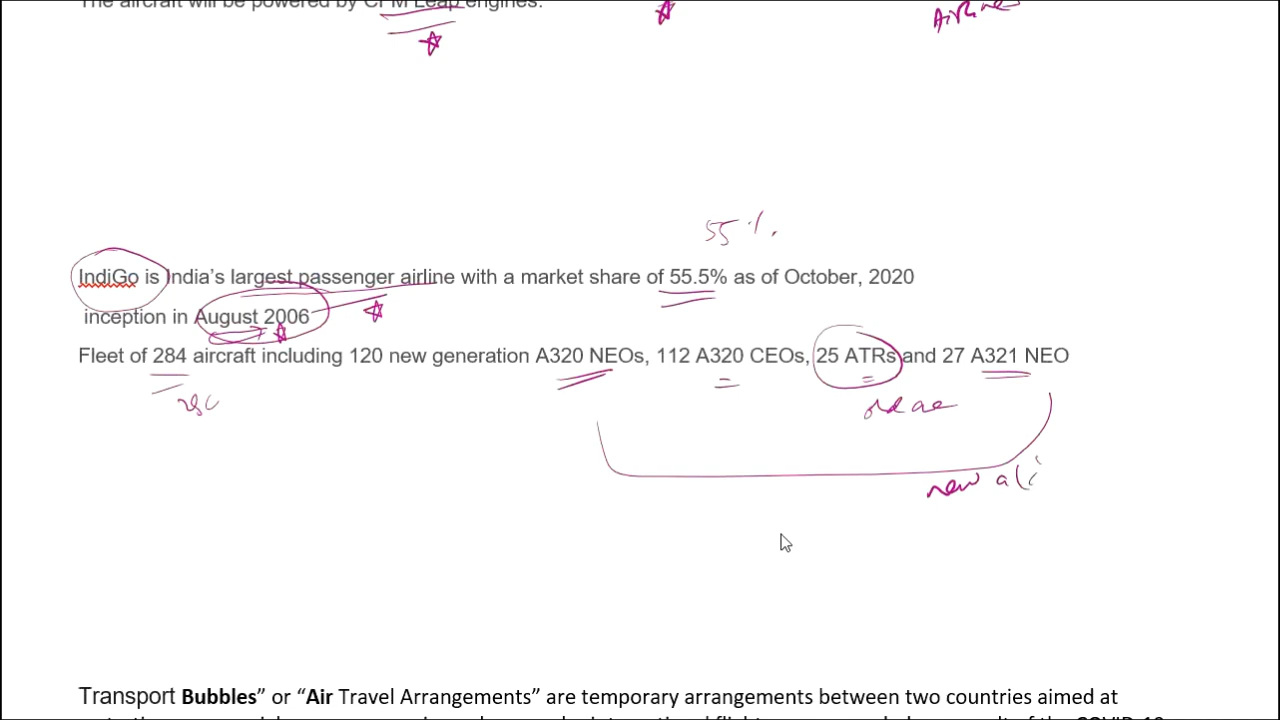 The aircraft will be powered by CFM Leap engines.
Airlines
55%.
IndiGo is India’s largest passenger airline with a market share of 55.5% as of October, 2020
inception in August 2006
Fleet of 284 aircraft including 120 new generation A320 NEOs, 112 A320 CEOs, 25 ATRs and 27 A321 NEO
new
Transport Bubbles” or “Air Travel Arrangements” are temporary arrangements between two countries aimed at